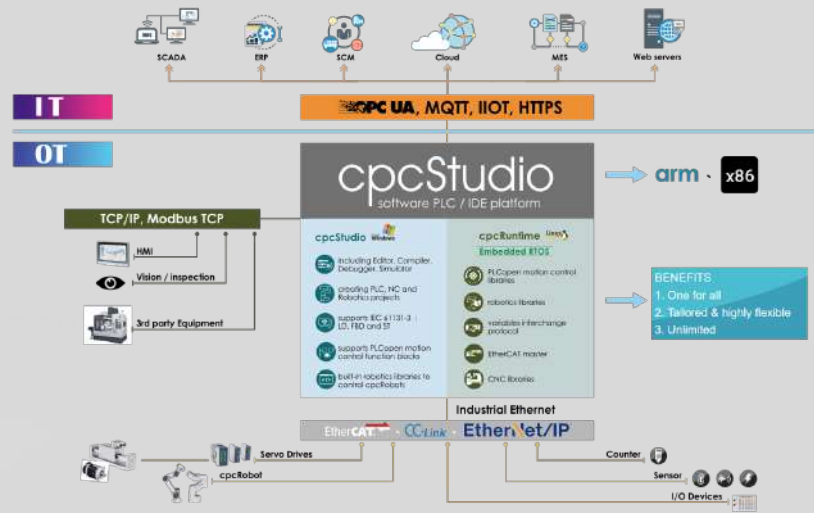 SCADA
ERP
SCM
Cloud
MES
Web servers
IT
OPC UA, MQTT, IIOT, HTTPS
OT
cpcStudio
software PLC / IDE platform
arm 、 x86
TCP/IP, Modbus TCP
HMI
Vision / inspection
3rd party Equipment
cpcStudio Windows
including Editor, Compiler,
Debugger, Simulator
creating PLC, NC and
Robotics projects
supports IEC 61131-3 :
LD, FBD and ST
supports PLCopen motion
control function blocks
built-in robotics libraries to
control cpcRobots
cpcRuntime Linux
Embedded RTOS
PLCopen motion control
libraries
robotics libraries
variables interchange
protocol
EtherCAT master
CNC libraries
BENEFITS
1. One for all
2. Tailored & highly flexible
3. Unlimited
Industrial Ethernet
EtherCAT · CC-Link · EtherNet/IP
Servo Drives
cpcRobot
Counter
Sensor
I/O Devices